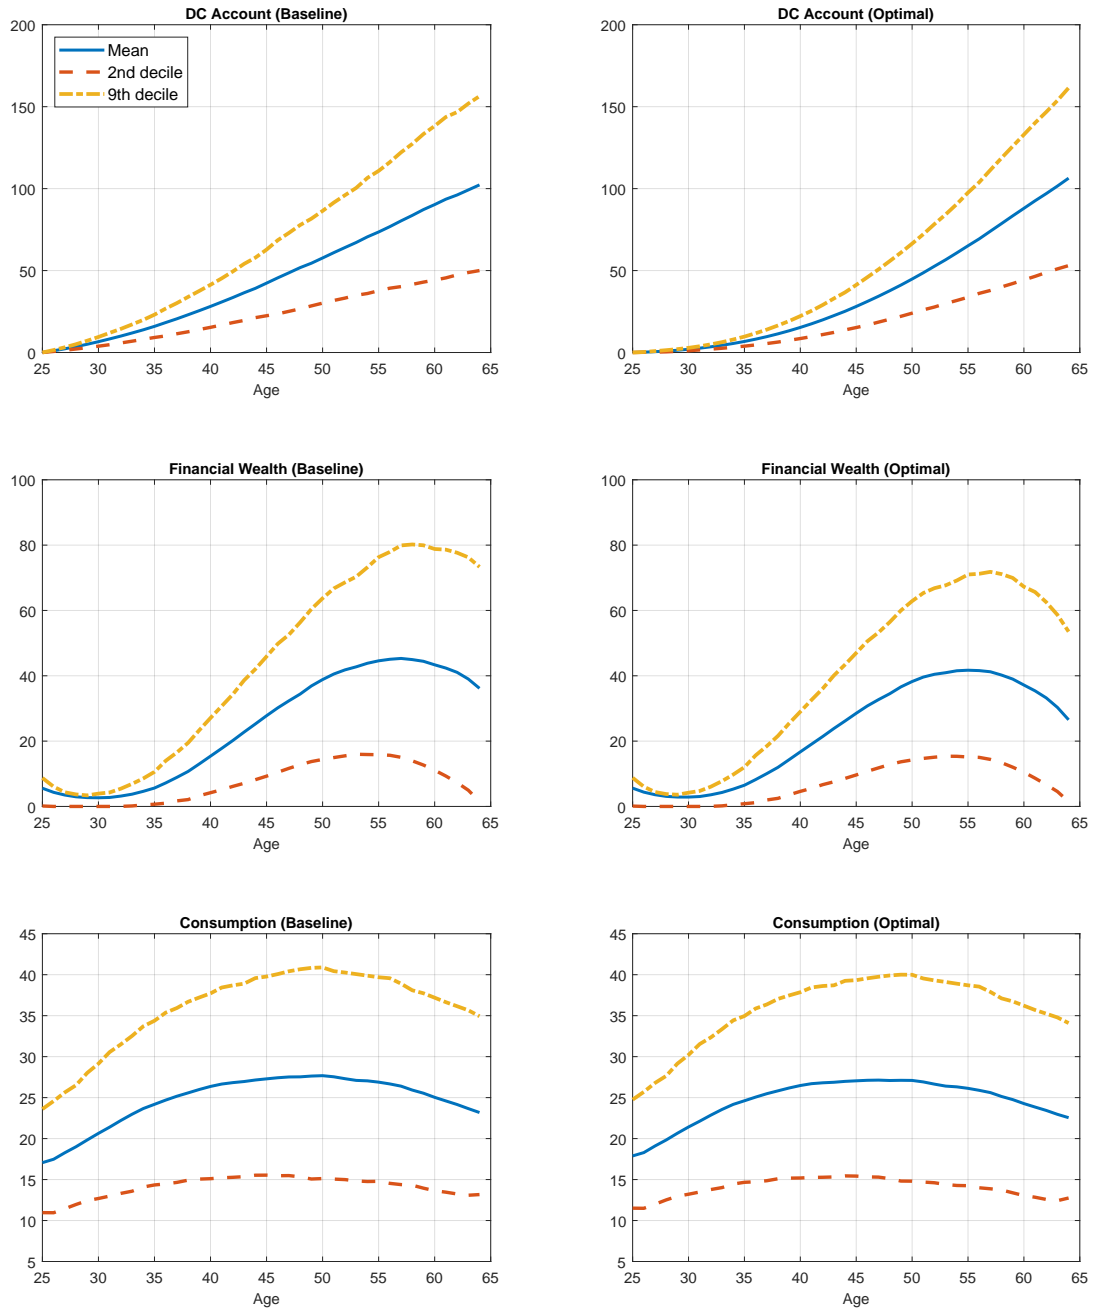 DC Account (Baseline)
200
150
100
50
0
25 30 35 40 45 50 55 60 65
Age
Mean
2nd decile
9th decile
DC Account (Optimal)
200
150
100
50
0
25 30 35 40 45 50 55 60 65
Age
Financial Wealth (Baseline)
100
80
60
40
20
0
25 30 35 40 45 50 55 60 65
Age
Financial Wealth (Optimal)
100
80
60
40
20
0
25 30 35 40 45 50 55 60 65
Age
Consumption (Baseline)
45
40
35
30
25
20
15
10
5
25 30 35 40 45 50 55 60 65
Age
Consumption (Optimal)
45
40
35
30
25
20
15
10
5
25 30 35 40 45 50 55 60 65
Age